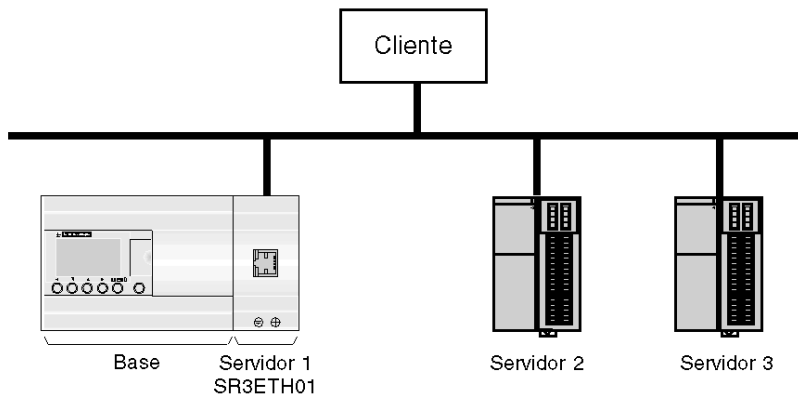 Cliente
Base
Servidor 1
SR3ETH01
Servidor 2
Servidor 3